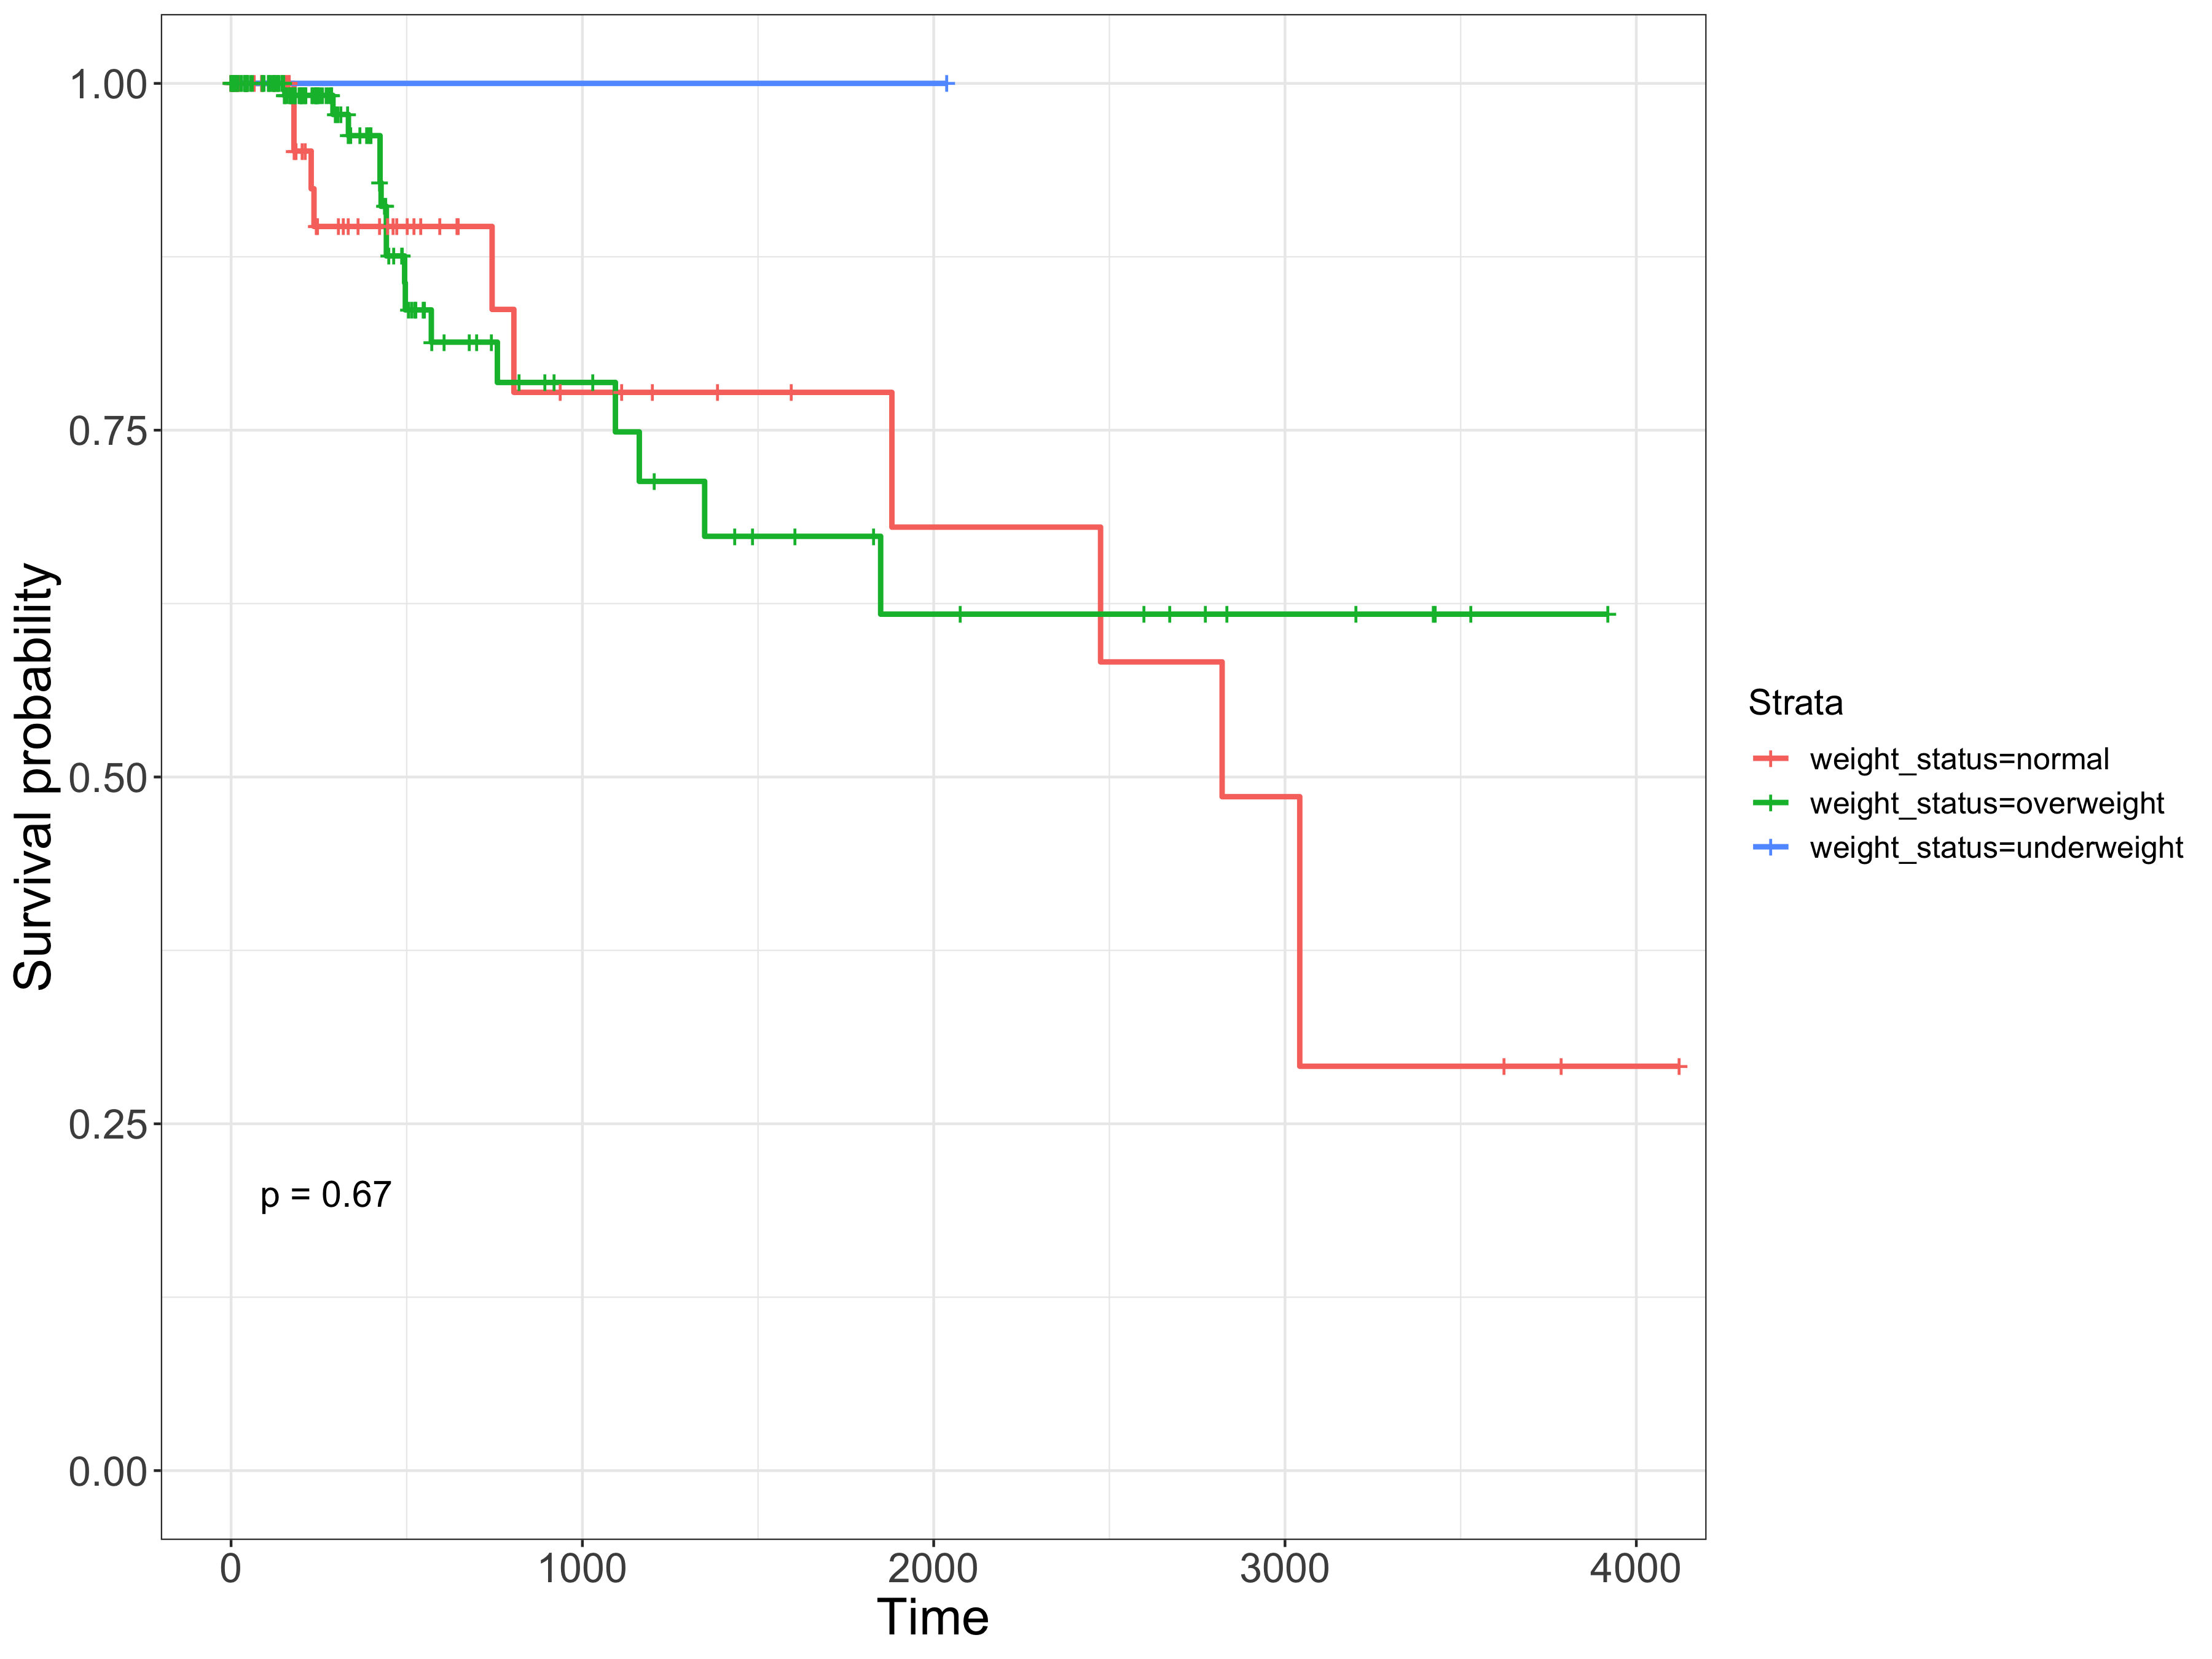 Survival probability
1.00
0.75
0.50
0.25
0.00
p = 0.67
0 1000 2000 3000 4000
Time
Strata
weight_status=normal
weight_status=overweight
weight_status=underweight